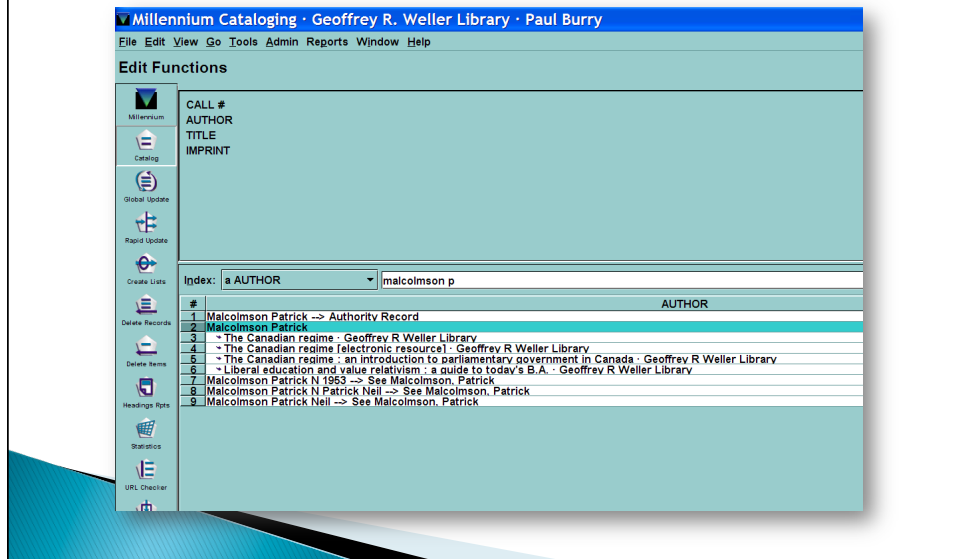 Millennium Cataloging · Geoffrey R. Weller Library · Paul Burry
File Edit View Go Tools Admin Reports Window Help
Edit Functions
Millennium
Catalog
Global Update
Rapid Update
Create Lists
Delete Records
Delete Items
Headings Rpts
Statistics
URL Checker
CALL #
AUTHOR
TITLE
IMPRINT
Index: a AUTHOR malcolmson p
# AUTHOR
1 Malcolmson Patrick --> Authority Record
2 Malcolmson Patrick
3 The Canadian regime · Geoffrey R Weller Library
4 The Canadian regime [electronic resource] · Geoffrey R Weller Library
5 The Canadian regime : an introduction to parliamentary government in Canada · Geoffrey R Weller Library
6 Liberal education and value relativism : a guide to today's B.A. · Geoffrey R Weller Library
7 Malcolmson Patrick N 1953 --> See Malcolmson, Patrick
8 Malcolmson Patrick N Patrick Neil --> See Malcolmson, Patrick
9 Malcolmson Patrick Neil --> See Malcolmson, Patrick